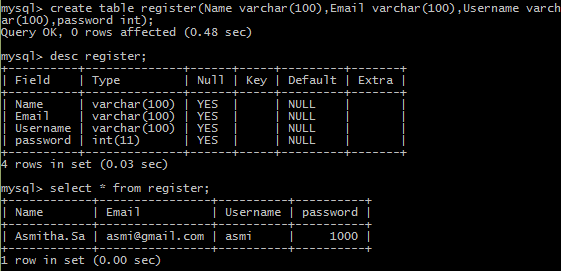 mysql> create table register(Name varchar(100),Email varchar(100),Username varch
ar(100),password int);
Query OK, 0 rows affected (0.48 sec)
mysql> desc register;
+----------+--------------+------+-----+---------+-------+
| Field    | Type         | Null | Key | Default | Extra |
+----------+--------------+------+-----+---------+-------+
| Name     | varchar(100) | YES  |     | NULL    |       |
| Email    | varchar(100) | YES  |     | NULL    |       |
| Username | varchar(100) | YES  |     | NULL    |       |
| password | int(11)      | YES  |     | NULL    |       |
+----------+--------------+------+-----+---------+-------+
4 rows in set (0.03 sec)
mysql> select * from register;
+------------+----------------+----------+----------+
| Name       | Email          | Username | password |
+------------+----------------+----------+----------+
| Asmitha.Sa | asmi@gmail.com | asmi     |     1000 |
+------------+----------------+----------+----------+
1 row in set (0.00 sec)